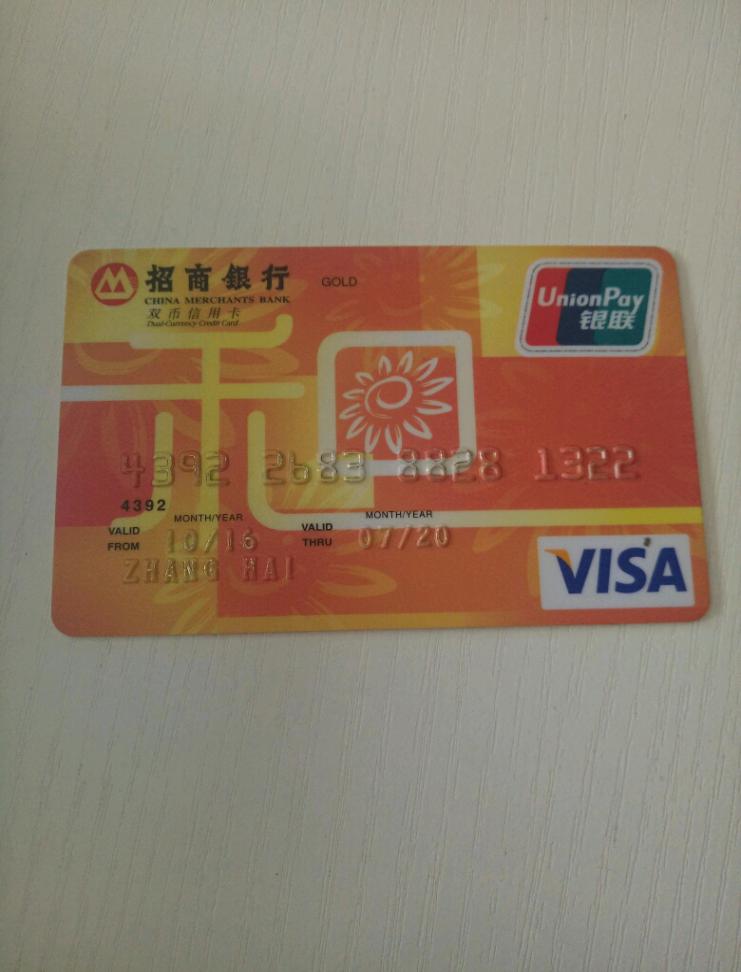 招商銀行 GOLD
CHINA MERCHANTS BANK
双币信用卡
Dual-Currency Credit Card
UnionPay
银联
和
4392 2683 8828 1322
4392
MONTH/YEAR MONTH/YEAR
VALID FROM 10/16 VALID THRU 07/20
ZHANG HAI
VISA